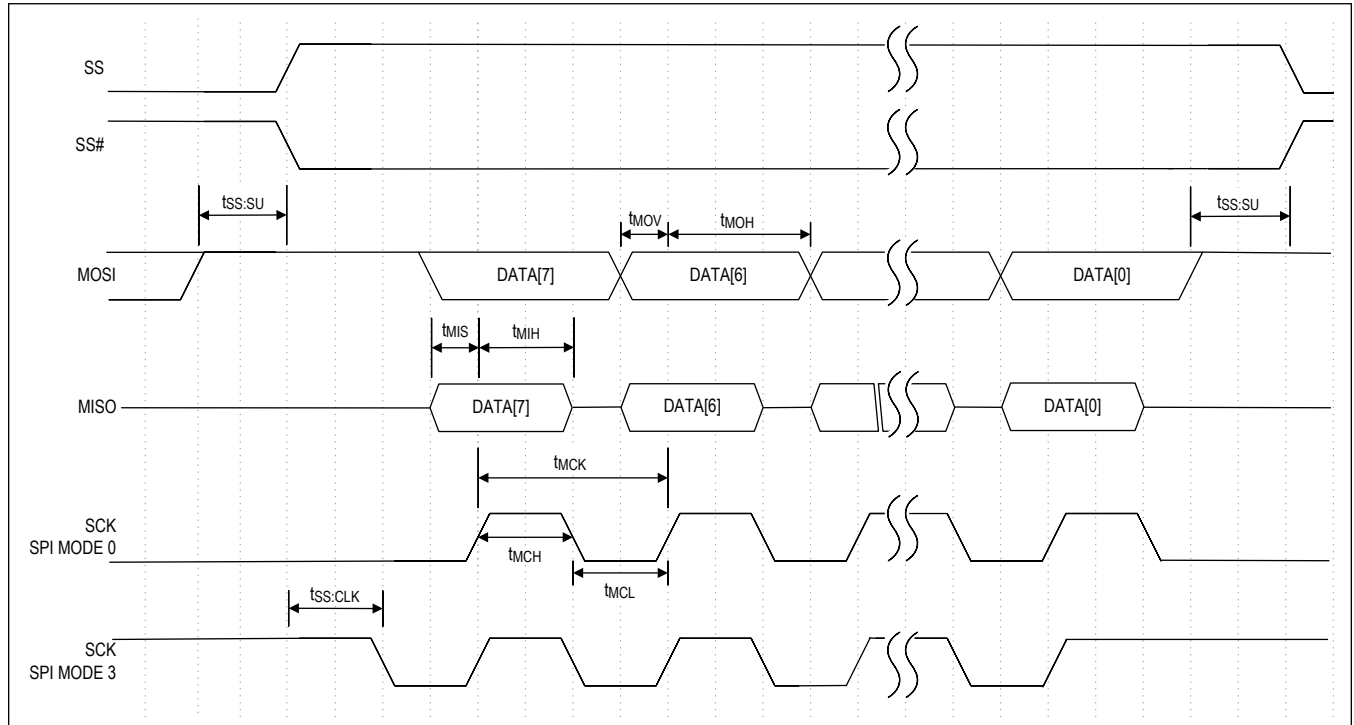 SS
SS#
tSS:SU
tMOV
tMOH
tSS:SU
MOSI
DATA[7]
DATA[6]
DATA[0]
tMIS
tMIH
MISO
DATA[7]
DATA[6]
DATA[0]
tMCK
SCK
SPI MODE 0
tMCH
tMCL
tSS:CLK
SCK
SPI MODE 3